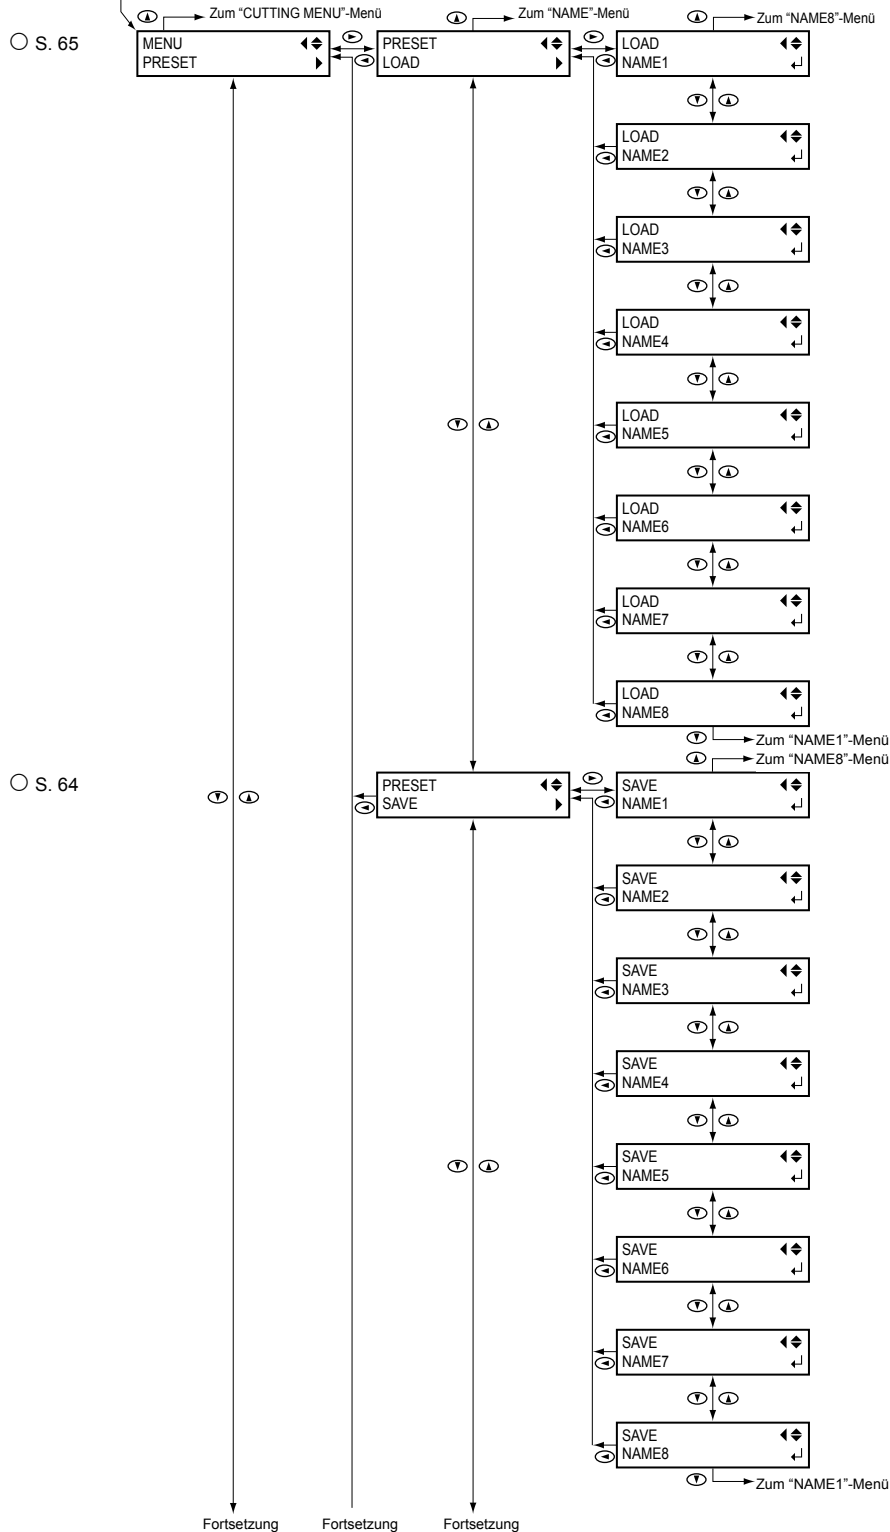 Zum “CUTTING MENU”-Menü
Zum “NAME”-Menü
Zum “NAME8”-Menü
S. 65
MENU
PRESET
PRESET
LOAD
LOAD
NAME1
LOAD
NAME2
LOAD
NAME3
LOAD
NAME4
LOAD
NAME5
LOAD
NAME6
LOAD
NAME7
LOAD
NAME8
Zum “NAME1”-Menü
Zum “NAME8”-Menü
S. 64
PRESET
SAVE
SAVE
NAME1
SAVE
NAME2
SAVE
NAME3
SAVE
NAME4
SAVE
NAME5
SAVE
NAME6
SAVE
NAME7
SAVE
NAME8
Zum “NAME1”-Menü
Fortsetzung
Fortsetzung
Fortsetzung